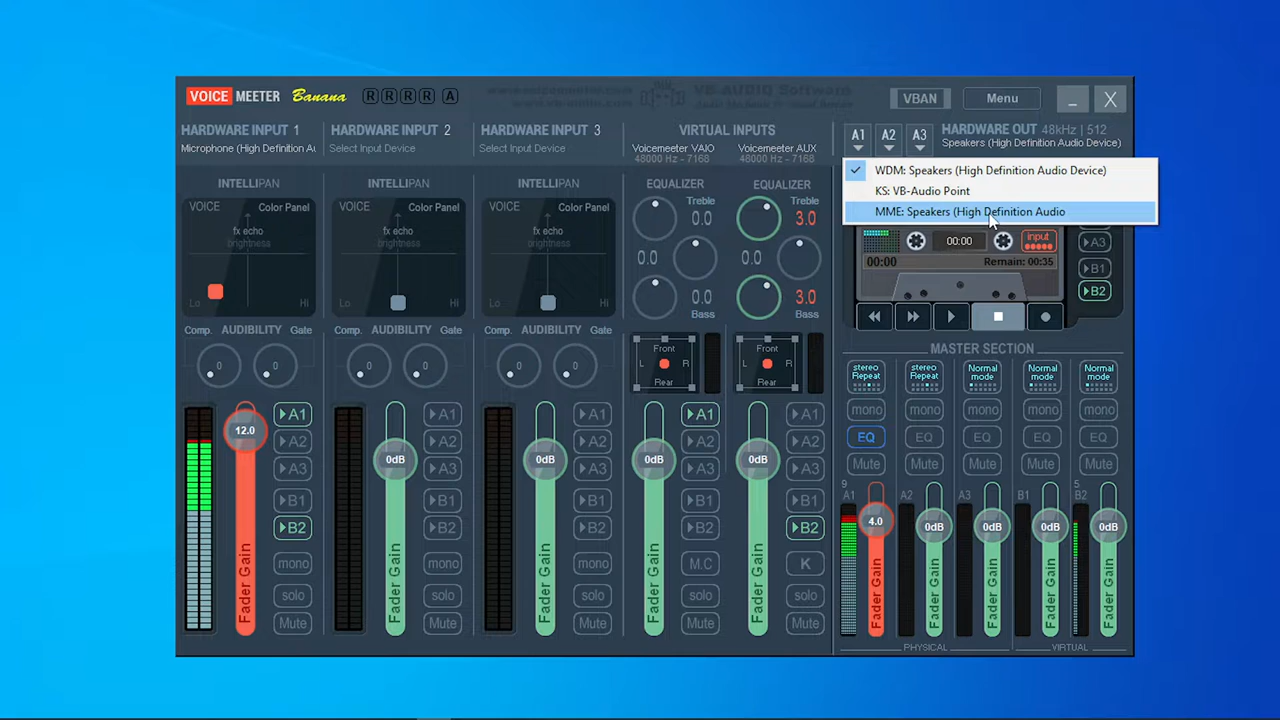 VOICE MEETER Banana R R R R A
VB-AUDIO Software
VBAN Menu _ X
HARDWARE INPUT 1 HARDWARE INPUT 2 HARDWARE INPUT 3 VIRTUAL INPUTS A1 A2 A3 HARDWARE OUT 48kHz | 512
Microphone (High Definition Au Select Input Device Select Input Device Voicemeeter VAIO Voicemeeter AUX Speakers (High Definition Audio Device)
48000 Hz - 7168 48000 Hz - 7168
WDM: Speakers (High Definition Audio Device)
KS: VB-Audio Point
MME: Speakers (High Definition Audio
INTELLIPAN INTELLIPAN INTELLIPAN EQUALIZER EQUALIZER
VOICE Color Panel VOICE Color Panel VOICE Color Panel Treble Treble
fx echo fx echo fx echo 0.0 3.0
brightness brightness brightness
0.0 0.0
Lo Hi Lo Hi Lo Hi 0.0 3.0
Bass Bass
00:00 input A3
00:00 Remain: 00:35 B1
B2
Comp. AUDIBILITY Gate Comp. AUDIBILITY Gate Comp. AUDIBILITY Gate
Front Front
L R L R
Rear Rear
MASTER SECTION
stereo Repeat stereo Repeat Normal mode Normal mode Normal mode
mono mono mono mono mono
EQ EQ EQ EQ EQ
Mute Mute Mute Mute Mute
12.0 A1 A1 A1 A1 A1
0dB A2 0dB A2 0dB A2 0dB A2
A2 A3 A3 A3 A3 A3
B1 B1 B1 B1 B1
B2 B2 B2 B2 B2
mono mono mono M.C K
solo solo solo solo solo
Mute Mute Mute Mute Mute
Fader Gain Fader Gain Fader Gain Fader Gain Fader Gain
9 5
A1 A2 A3 B1 B2
4.0 0dB 0dB 0dB 0dB
Fader Gain Fader Gain Fader Gain Fader Gain Fader Gain
PHYSICAL VIRTUAL